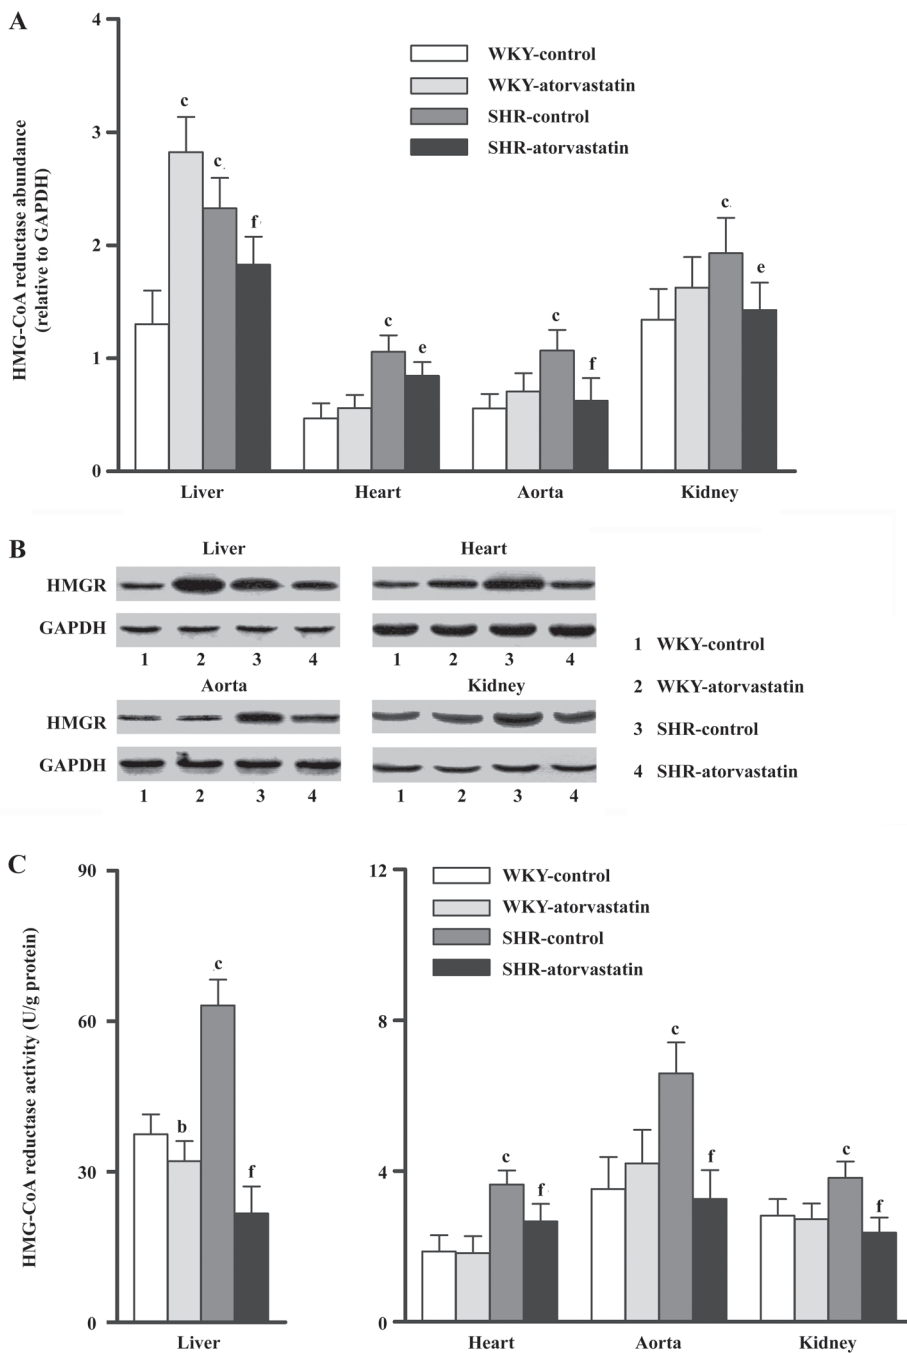 A
4
3
2
1
0
HMG-CoA reductase abundance
(relative to GAPDH)
WKY-control
WKY-atorvastatin
SHR-control
SHR-atorvastatin
c
c
f
c
e
c
f
c
e
Liver Heart Aorta Kidney
B
Liver Heart
HMGR
GAPDH
1 2 3 4 1 2 3 4
Aorta Kidney
HMGR
GAPDH
1 2 3 4 1 2 3 4
1 WKY-control
2 WKY-atorvastatin
3 SHR-control
4 SHR-atorvastatin
C
90
60
30
0
HMG-CoA reductase activity (U/g protein)
b
c
f
Liver
12
8
4
0
WKY-control
WKY-atorvastatin
SHR-control
SHR-atorvastatin
c
f
c
f
c
f
Heart Aorta Kidney